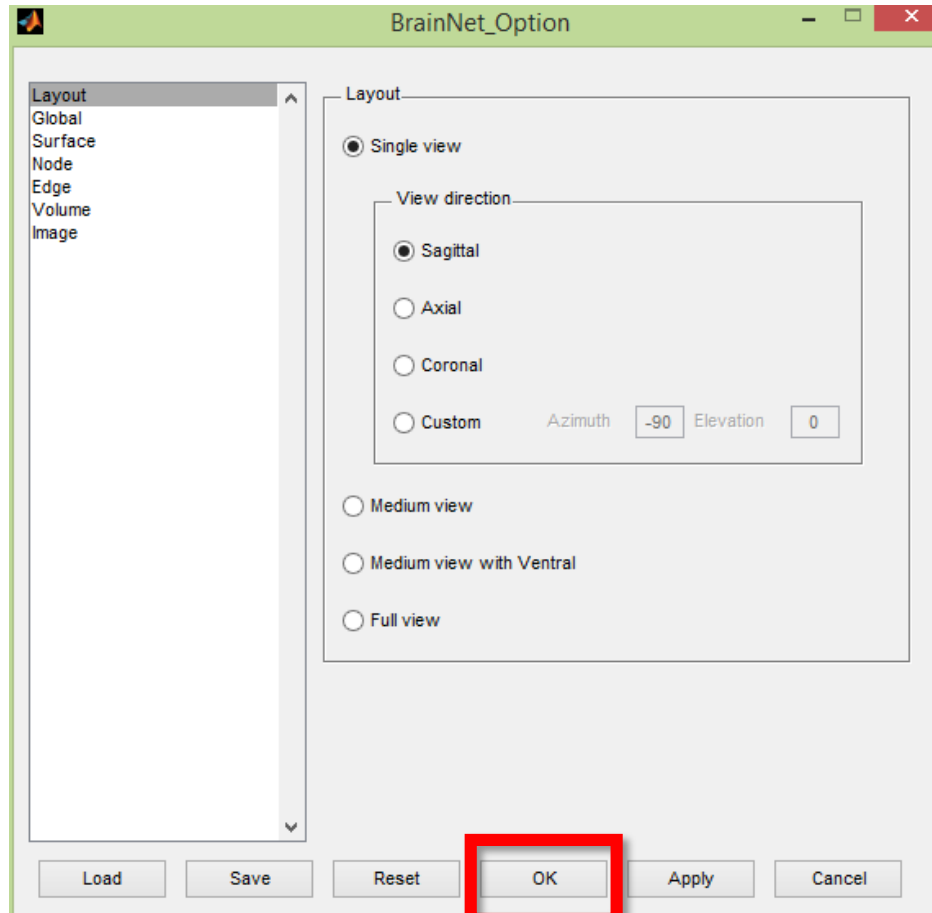 BrainNet_Option
Layout
Global
Surface
Node
Edge
Volume
Image
Layout
Single view
View direction
Sagittal
Axial
Coronal
Custom Azimuth -90 Elevation 0
Medium view
Medium view with Ventral
Full view
Load Save Reset OK Apply Cancel